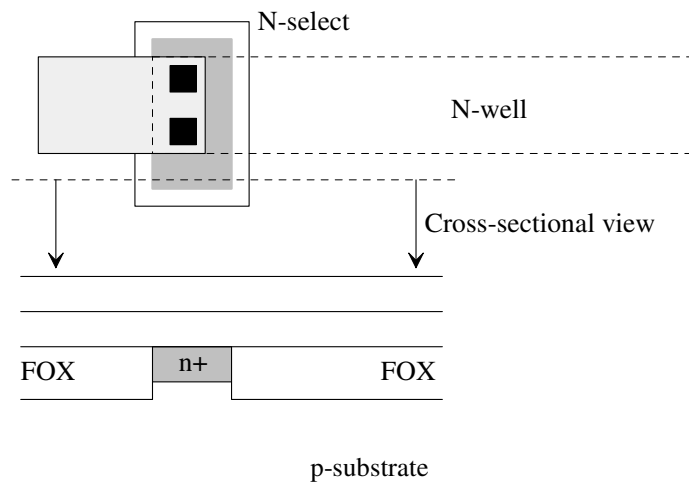 N-select
N-well
Cross-sectional view
FOX
n+
FOX
p-substrate